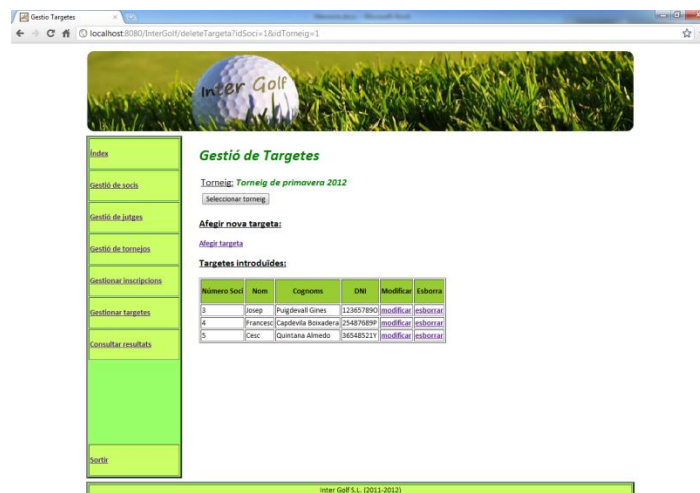 Gestio Targetes
localhost:8080/InterGolf/deleteTargeta?idSoci=1&idTorneig=1
Inter Golf
Índex
Gestió de socis
Gestió de jutges
Gestió de tornejos
Gestionar inscripcions
Gestionar targetes
Consultar resultats
Sortir
Gestió de Targetes
Torneig: Torneig de primavera 2012
Seleccionar torneig
Afegir nova targeta:
Afegir targeta
Targetes introduïdes:
Número Soci Nom Cognoms DNI Modificar Esborra
3 Josep Puigdevall Gines 12365789O modificar esborrar
4 Francesc Capdevila Boixadera 25487689P modificar esborrar
5 Cesc Quintana Almedo 36548521Y modificar esborrar
Inter Golf S.L. (2011-2012)